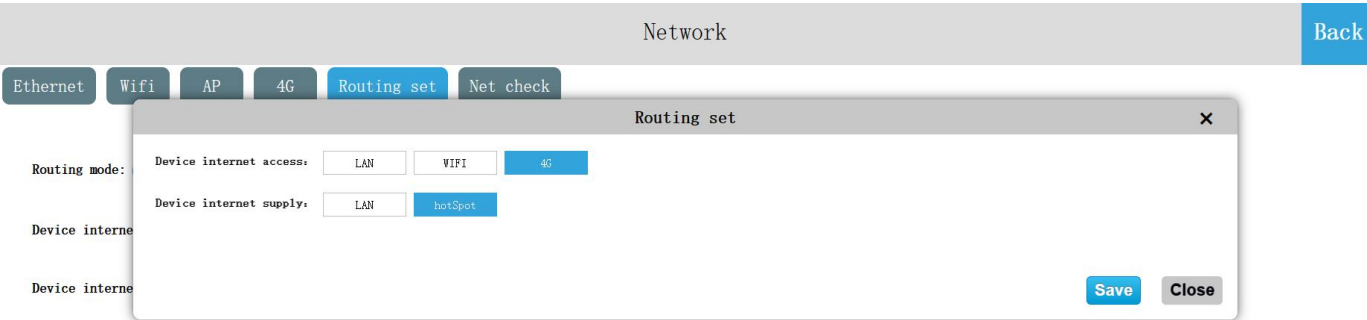 Network
Back
Ethernet Wifi AP 4G Routing set Net check
Routing set
×
Device internet access: LAN WIFI 4G
Routing mode:
Device internet supply: LAN hotSpot
Device interne
Device interne
Save Close